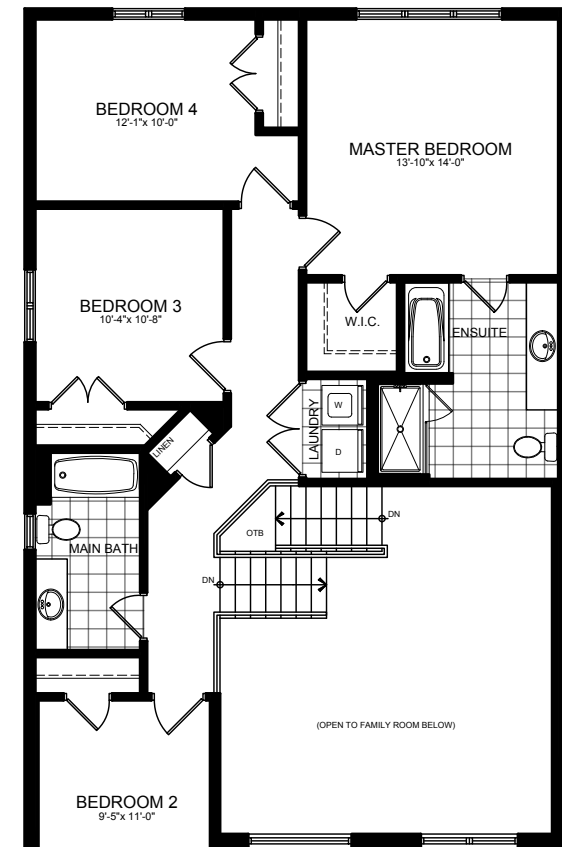 BEDROOM 4
12'-1"x 10'-0"
MASTER BEDROOM
13'-10"x 14'-0"
BEDROOM 3
10'-4"x 10'-8"
W.I.C.
ENSUITE
LINEN
LAUNDRY
W
D
MAIN BATH
OTB
DN
DN
(OPEN TO FAMILY ROOM BELOW)
BEDROOM 2
9'-5"x 11'-0"